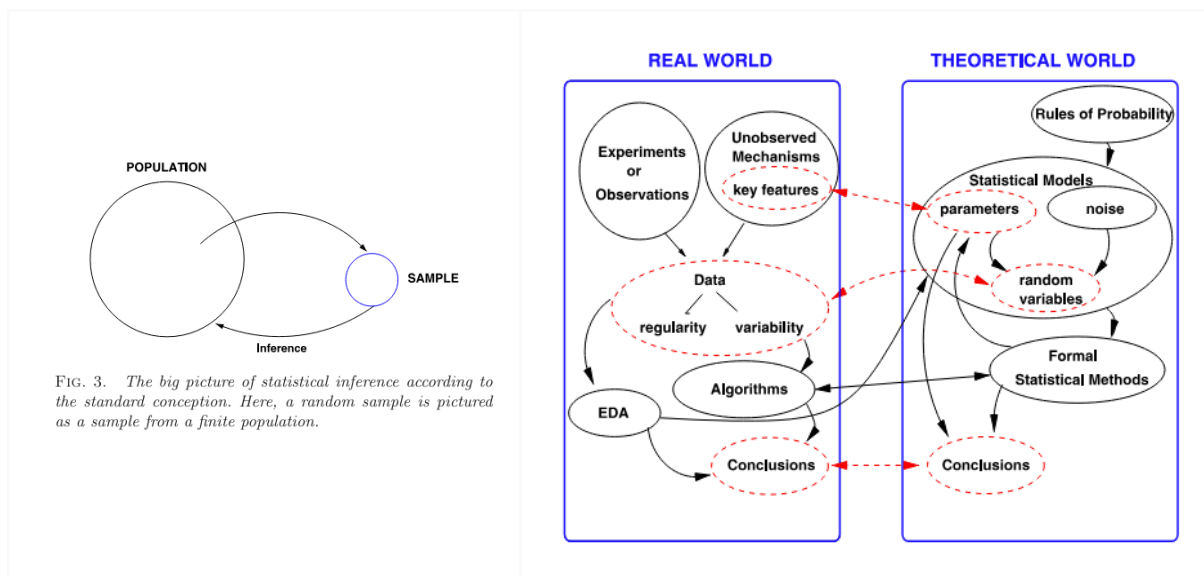 POPULATION
SAMPLE
Inference
FIG. 3. The big picture of statistical inference according to
the standard conception. Here, a random sample is pictured
as a sample from a finite population.
REAL WORLD
Experiments
or
Observations
Unobserved
Mechanisms
key features
Data
regularity variability
Algorithms
EDA
Conclusions
THEORETICAL WORLD
Rules of Probability
Statistical Models
parameters
noise
random
variables
Formal
Statistical Methods
Conclusions